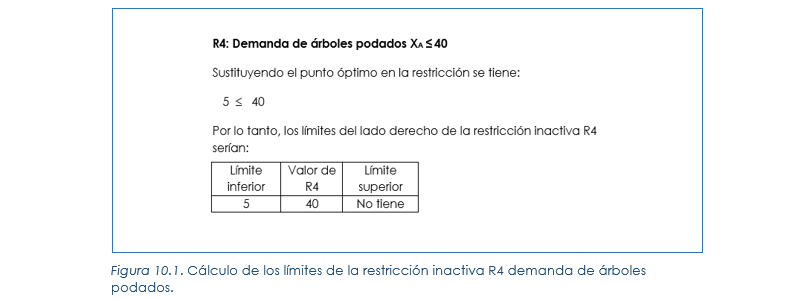 R4: Demanda de árboles podados XA ≤ 40
Sustituyendo el punto óptimo en la restricción se tiene:
5 ≤ 40
Por lo tanto, los límites del lado derecho de la restricción inactiva R4
serían:
Límite inferior Valor de R4 Límite superior
5 40 No tiene
Figura 10.1. Cálculo de los límites de la restricción inactiva R4 demanda de árboles
podados.